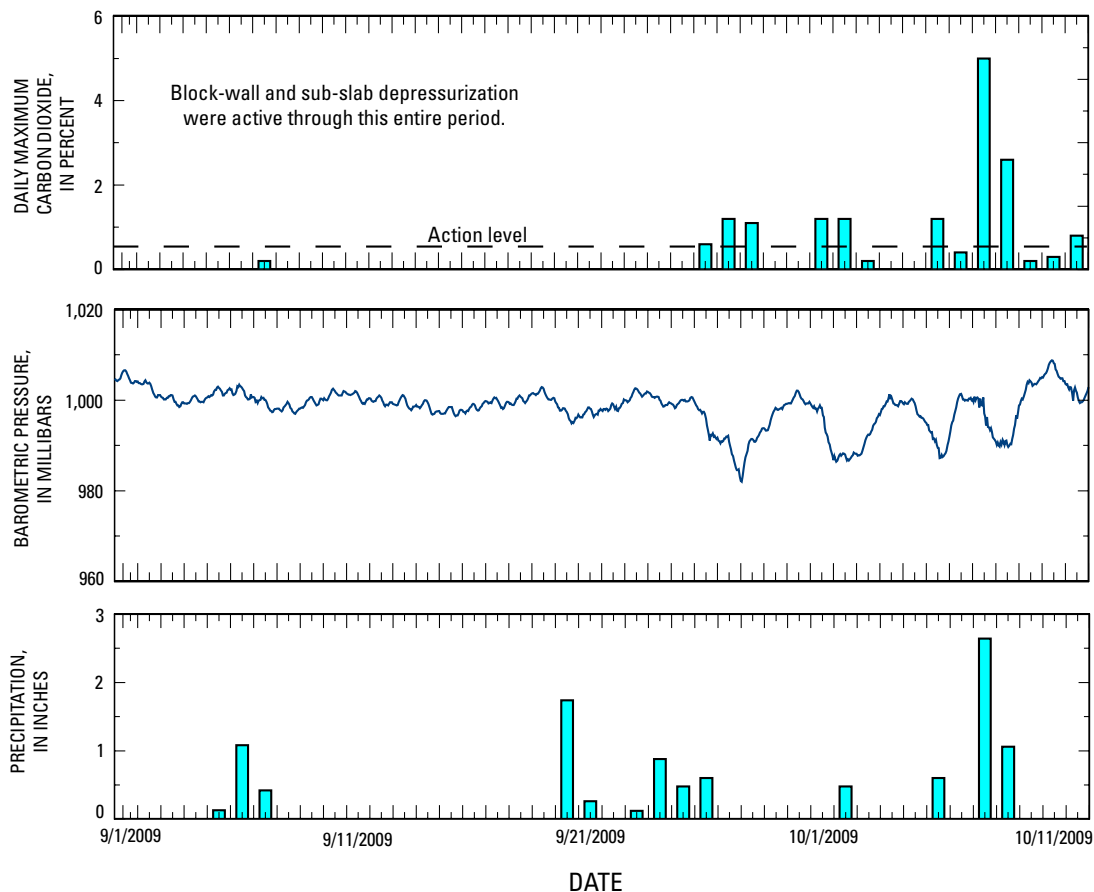 DAILY MAXIMUM
CARBON DIOXIDE,
IN PERCENT
6
4
2
0
Block-wall and sub-slab depressurization
were active through this entire period.
Action level
BAROMETRIC PRESSURE,
IN MILLIBARS
1,020
1,000
980
960
PRECIPITATION,
IN INCHES
3
2
1
0
9/1/2009
9/11/2009
9/21/2009
10/1/2009
10/11/2009
DATE